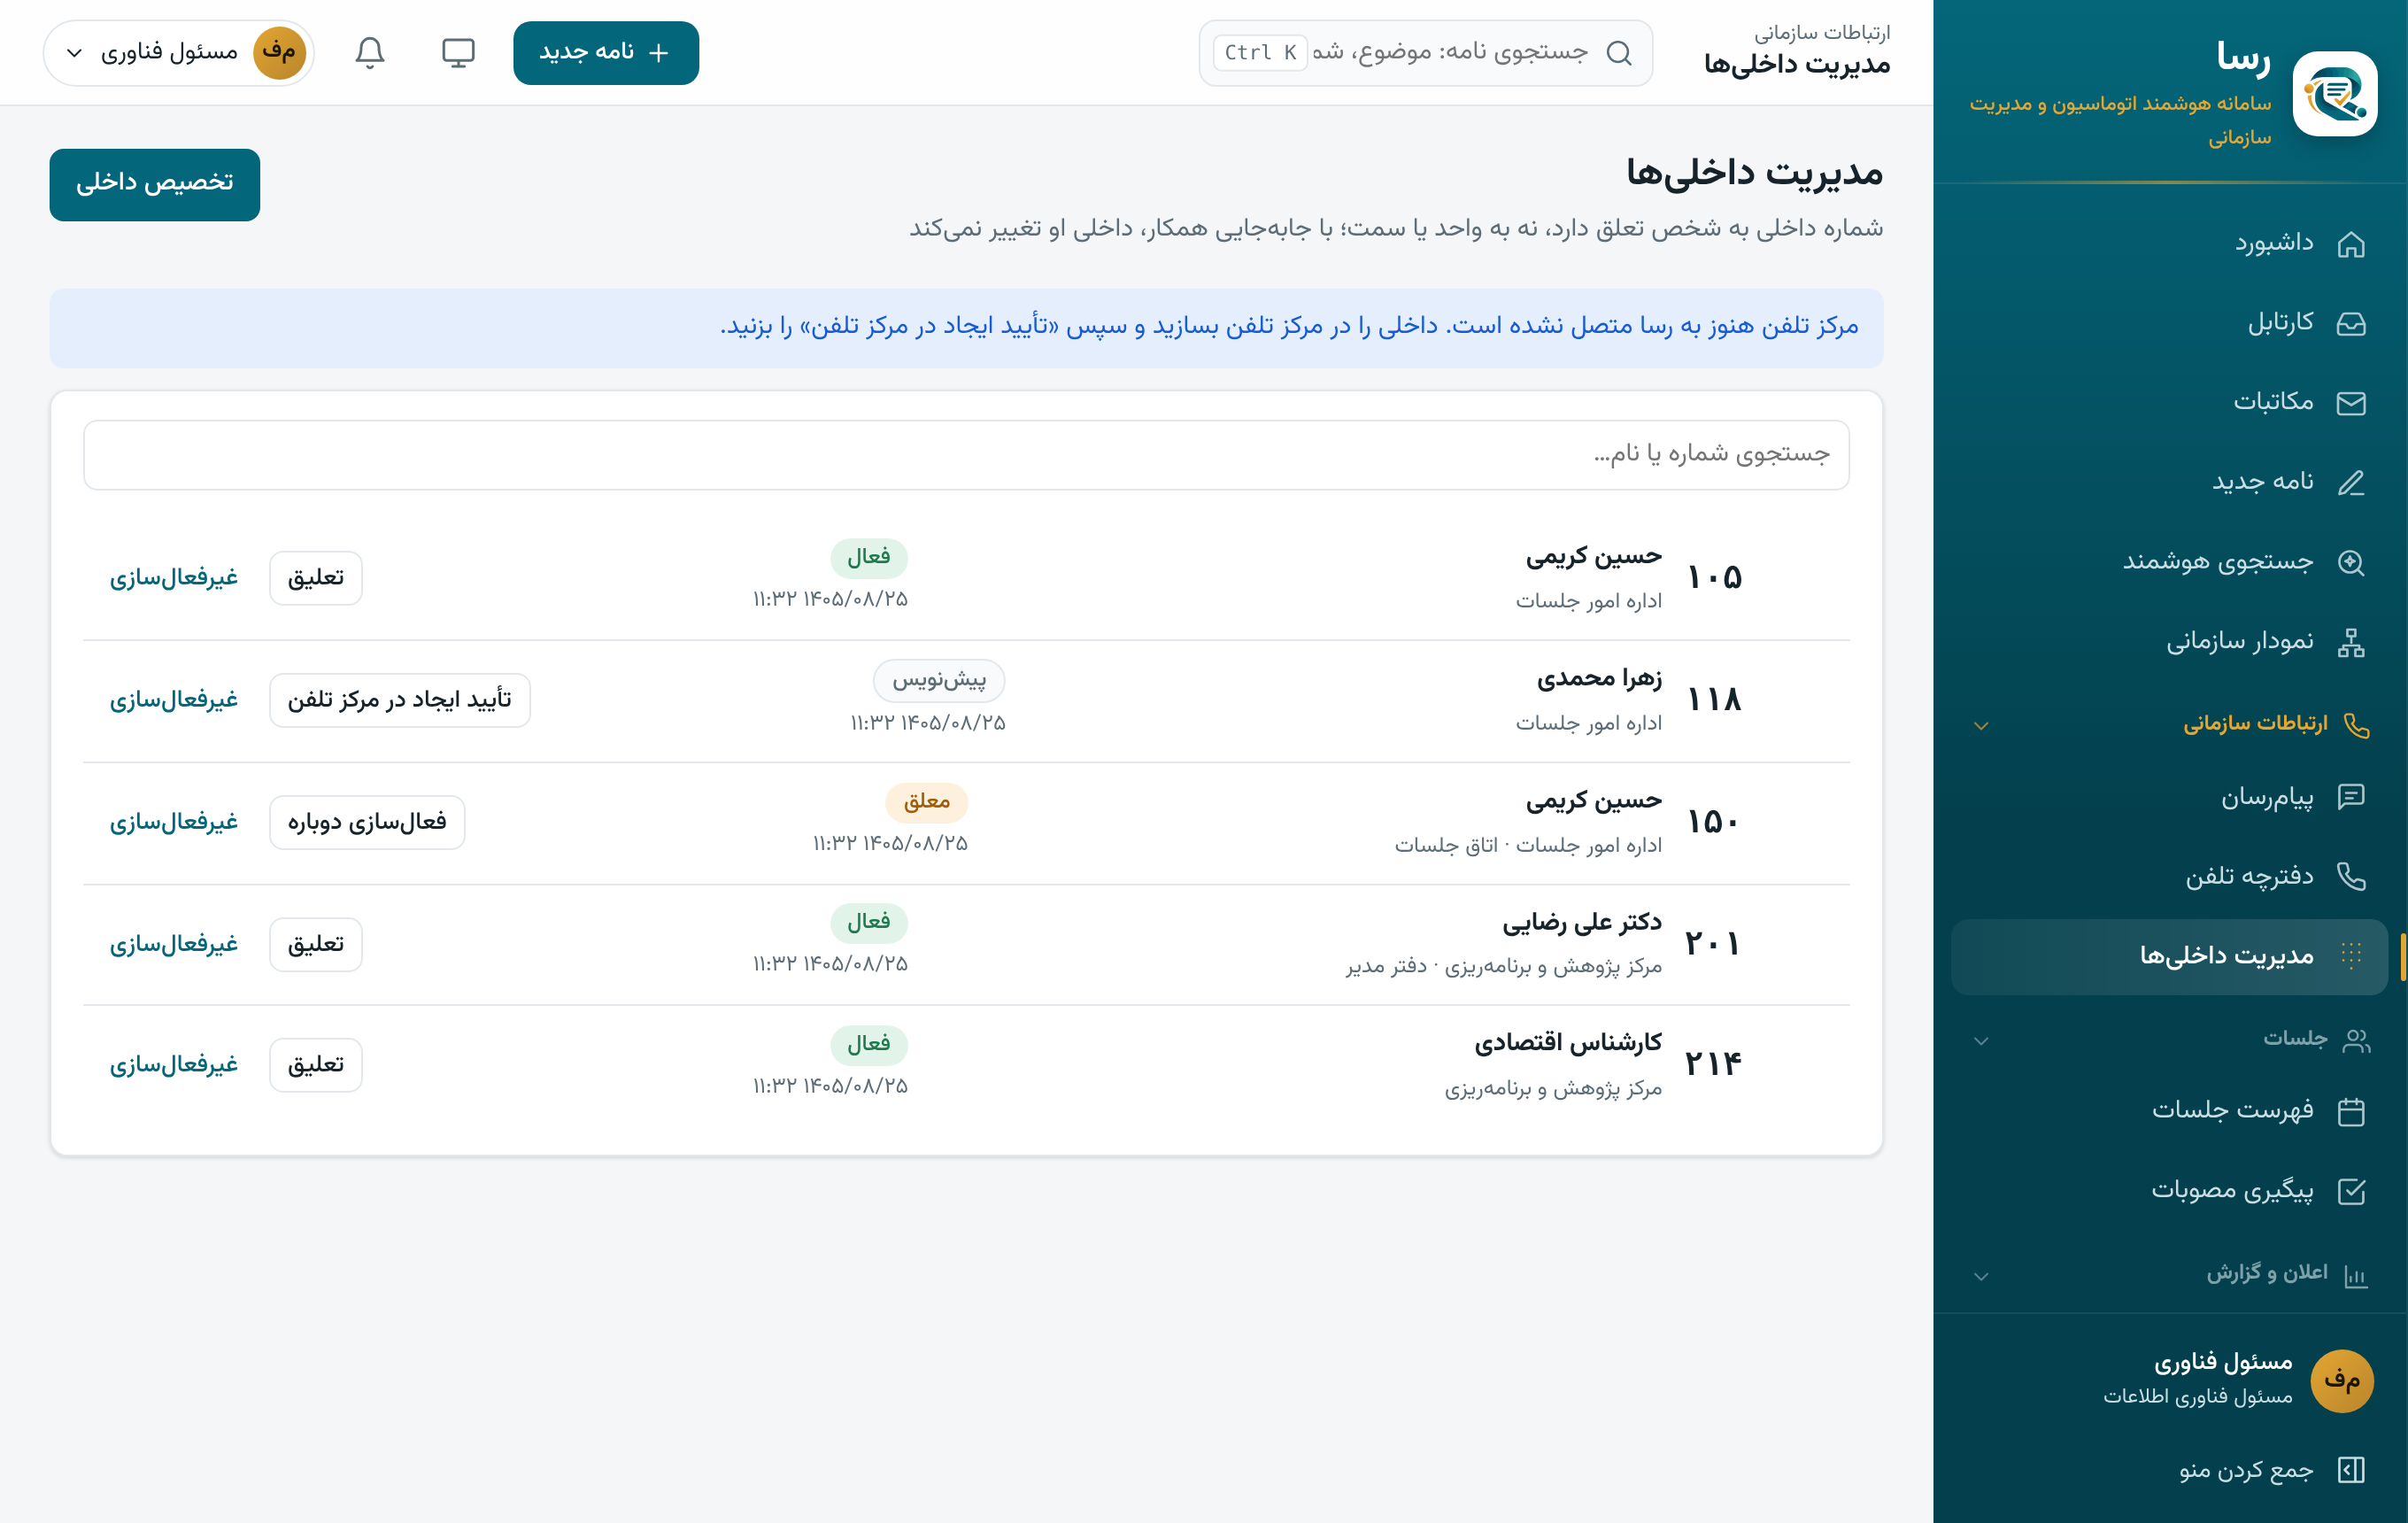 رسا
سامانه هوشمند اتوماسیون و مدیریت
سازمانی
داشبورد
کارتابل
مکاتبات
نامه جدید
جستجوی هوشمند
نمودار سازمانی
ارتباطات سازمانی
پیام‌رسان
دفترچه تلفن
مدیریت داخلی‌ها
جلسات
فهرست جلسات
پیگیری مصوبات
اعلان و گزارش
م‌ف
مسئول فناوری
مسئول فناوری اطلاعات
جمع کردن منو
ارتباطات سازمانی
مدیریت داخلی‌ها
جستجوی نامه: موضوع، شم
Ctrl K
نامه جدید
م‌ف
مسئول فناوری
مدیریت داخلی‌ها
شماره داخلی به شخص تعلق دارد، نه به واحد یا سمت؛ با جابه‌جایی همکار، داخلی او تغییر نمی‌کند
تخصیص داخلی
مرکز تلفن هنوز به رسا متصل نشده است. داخلی را در مرکز تلفن بسازید و سپس «تأیید ایجاد در مرکز تلفن» را بزنید.
جستجوی شماره یا نام...
۱۰۵
حسین کریمی
اداره امور جلسات
فعال
۱۴۰۵/۰۸/۲۵ ۱۱:۳۲
تعلیق
غیرفعال‌سازی
۱۱۸
زهرا محمدی
اداره امور جلسات
پیش‌نویس
۱۴۰۵/۰۸/۲۵ ۱۱:۳۲
تأیید ایجاد در مرکز تلفن
غیرفعال‌سازی
۱۵۰
حسین کریمی
اداره امور جلسات · اتاق جلسات
معلق
۱۴۰۵/۰۸/۲۵ ۱۱:۳۲
فعال‌سازی دوباره
غیرفعال‌سازی
۲۰۱
دکتر علی رضایی
مرکز پژوهش و برنامه‌ریزی · دفتر مدیر
فعال
۱۴۰۵/۰۸/۲۵ ۱۱:۳۲
تعلیق
غیرفعال‌سازی
۲۱۴
کارشناس اقتصادی
مرکز پژوهش و برنامه‌ریزی
فعال
۱۴۰۵/۰۸/۲۵ ۱۱:۳۲
تعلیق
غیرفعال‌سازی